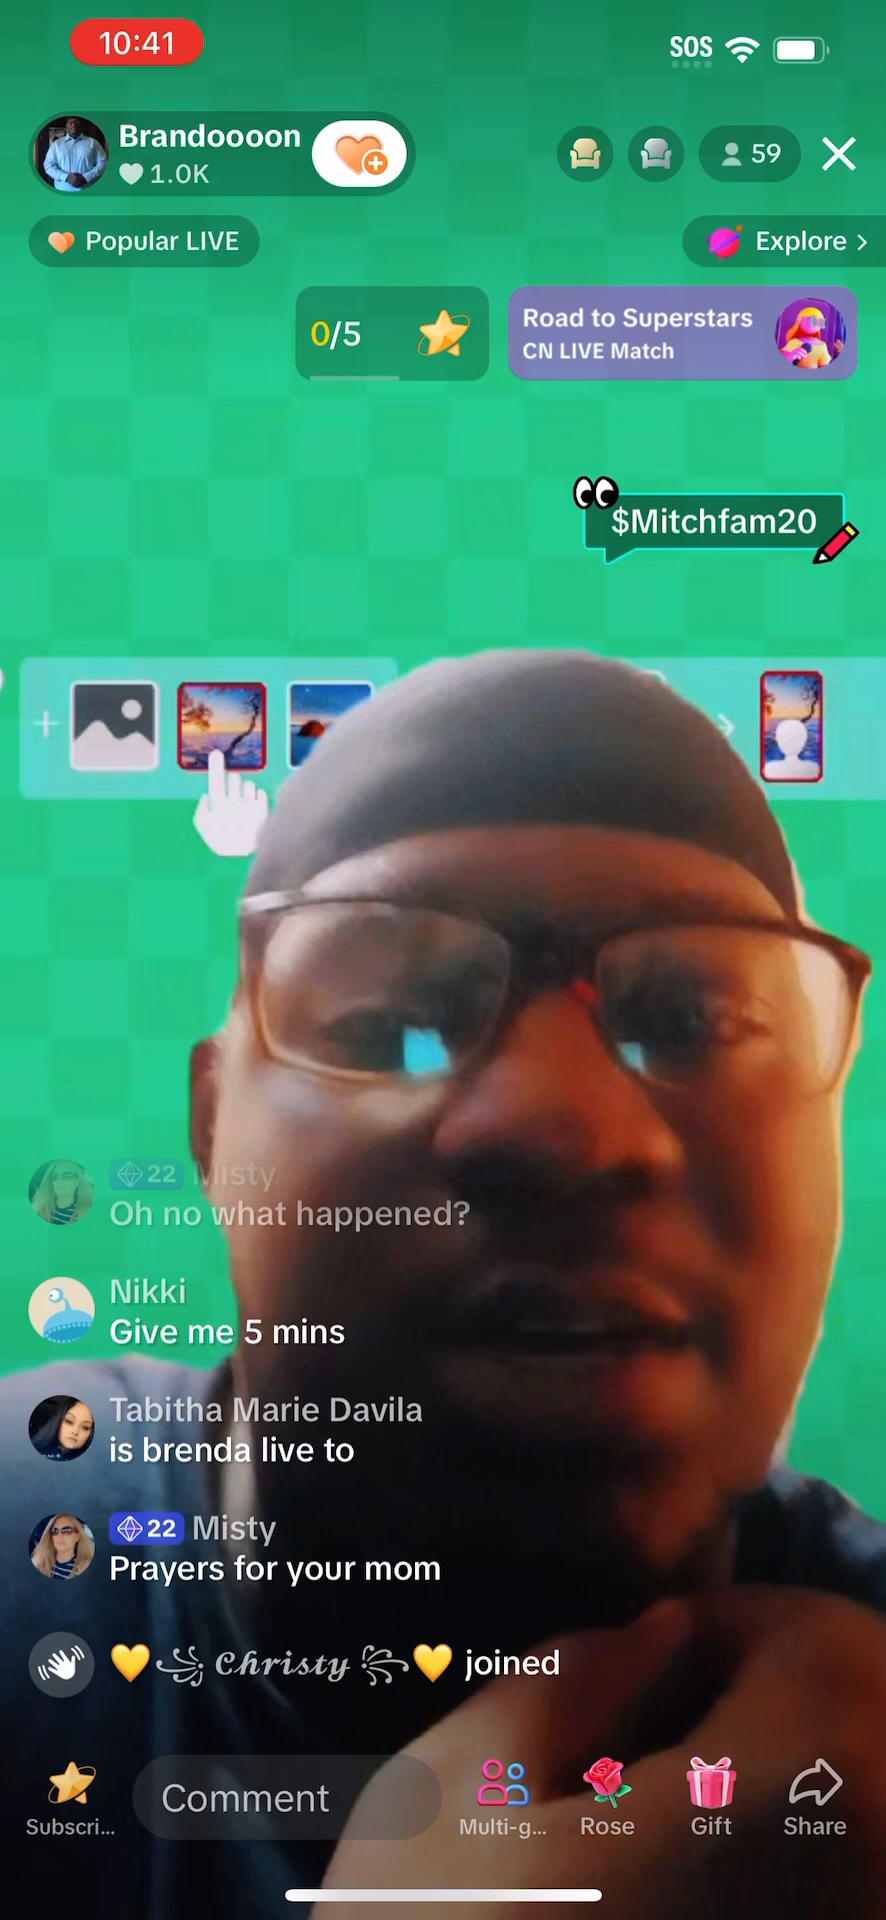 10:41
SOS
Brandoooon
1.0K
59
Popular LIVE
Explore >
0/5
Road to Superstars
CN LIVE Match
$Mitchfam20
22 Misty
Oh no what happened?
Nikki
Give me 5 mins
Tabitha Marie Davila
is brenda live to
22 Misty
Prayers for your mom
💛꧁ 𝓒𝓱𝓻𝓲𝓼𝓽𝔂 ꧂💛 joined
Subscri...
Comment
Multi-g...
Rose
Gift
Share